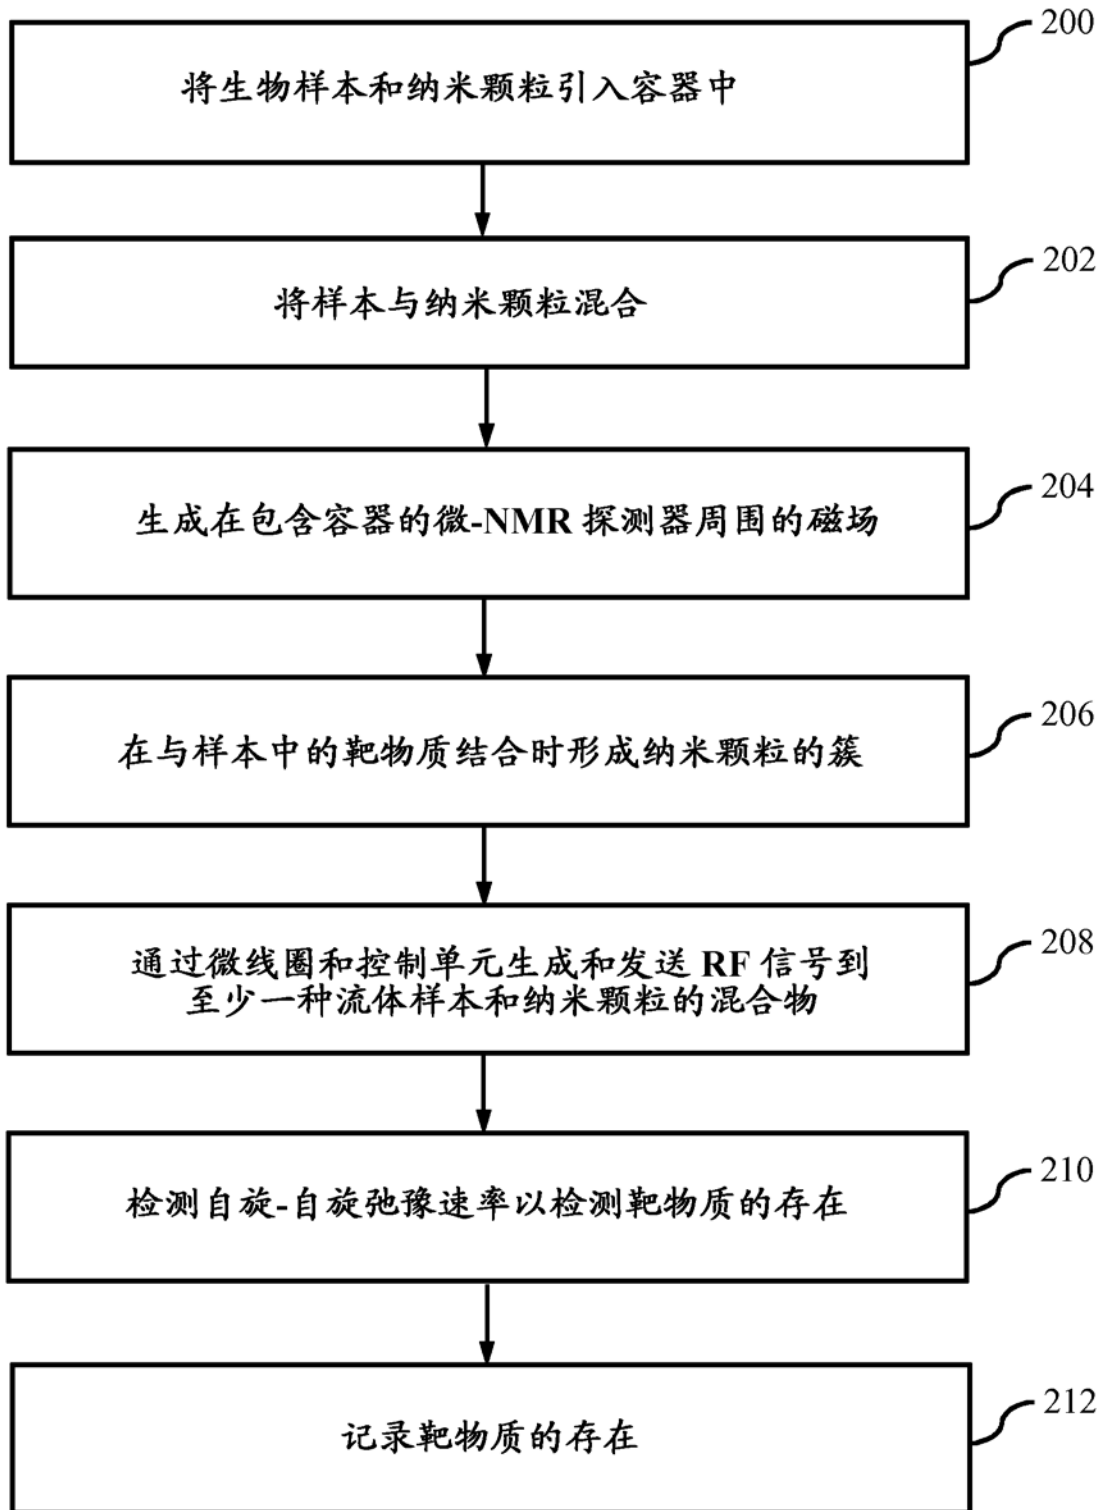 200
将生物样本和纳米颗粒引入容器中
202
将样本与纳米颗粒混合
204
生成在包含容器的微-NMR 探测器周围的磁场
206
在与样本中的靶物质结合时形成纳米颗粒的簇
208
通过微线圈和控制单元生成和发送 RF 信号到
至少一种流体样本和纳米颗粒的混合物
210
检测自旋-自旋弛豫速率以检测靶物质的存在
212
记录靶物质的存在